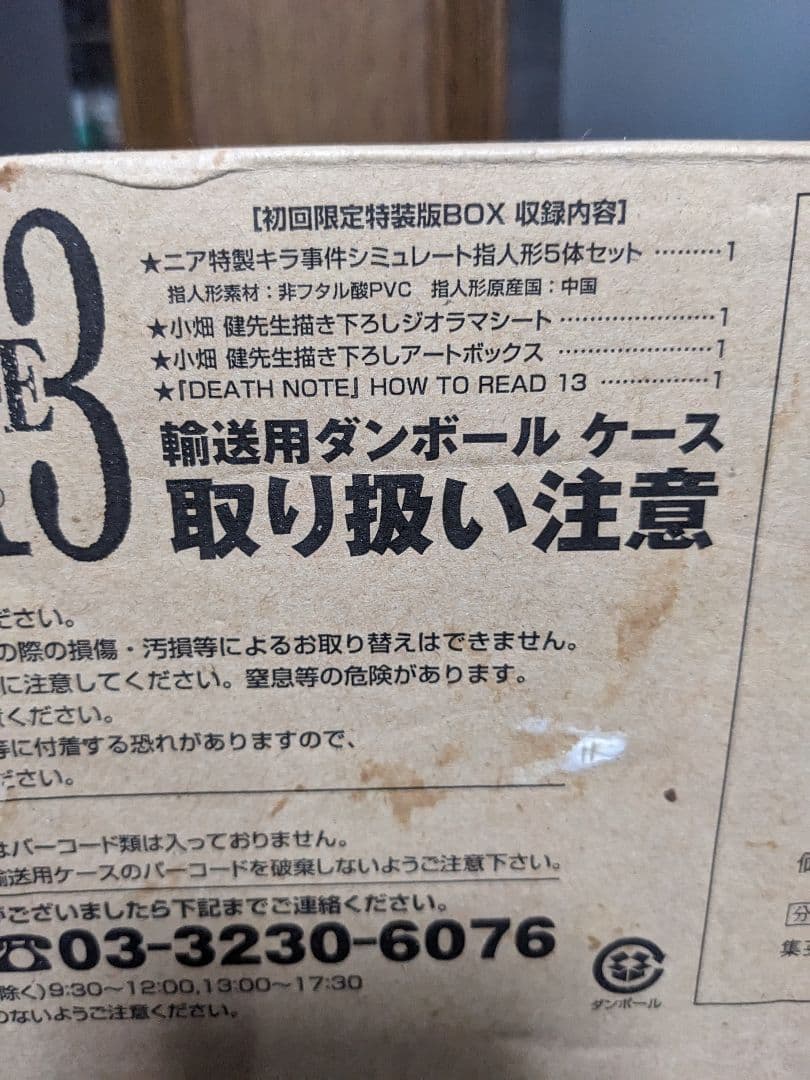 [初回限定特装版BOX 収録内容]
★ニア特製キラ事件シミュレート指人形5体セット ………1
指人形素材：非フタル酸PVC　指人形原産国：中国
★小畑 健先生描き下ろしジオラマシート …………………1
★小畑 健先生描き下ろしアートボックス …………………1
★『DEATH NOTE』 HOW TO READ 13 ……………1
E
3
輸送用ダンボール ケース
取り扱い注意
ださい。
の際の損傷・汚損等によるお取り替えはできません。
に注意してください。窒息等の危険があります。
ください。
等に付着する恐れがありますので、
ださい。
はバーコード類は入っておりません。
輸送用ケースのバーコードを破棄しないようご注意下さい。
ございましたら下記までご連絡ください。
☎03-3230-6076
除く)9:30～12:00,13:00～17:30
のないようご注意ください。
ダンボール
分
集